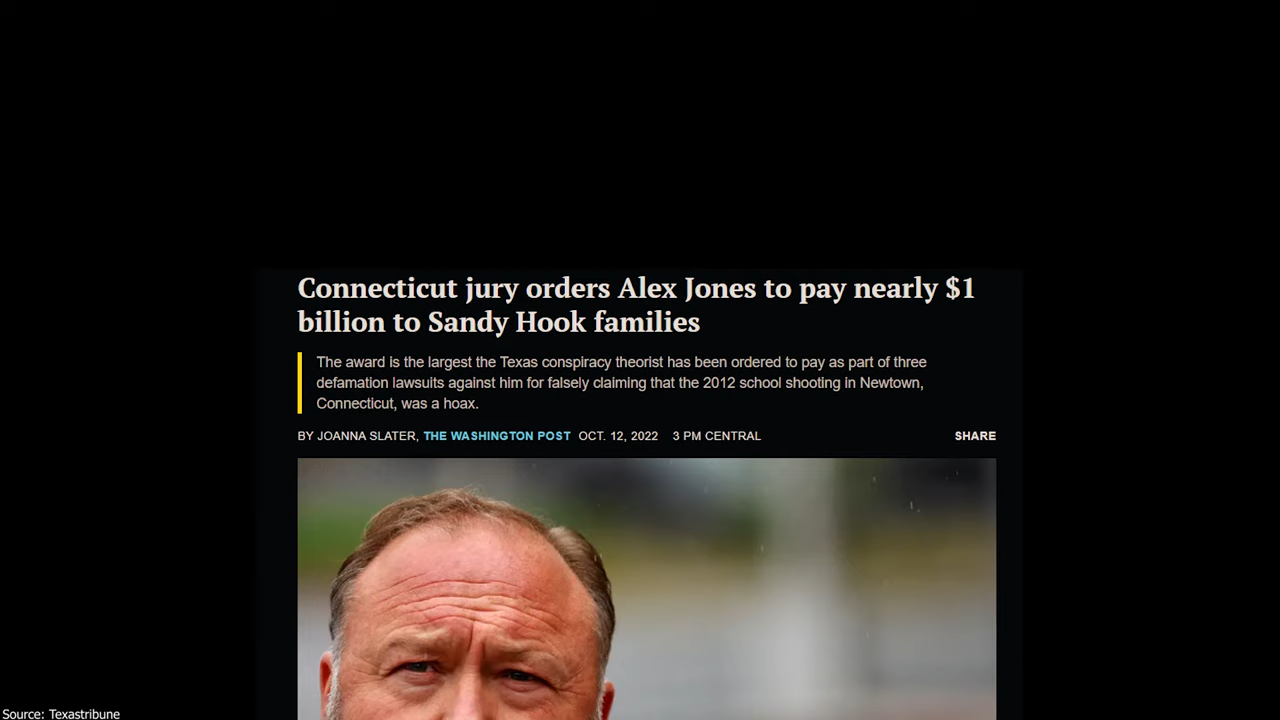 Connecticut jury orders Alex Jones to pay nearly $1
billion to Sandy Hook families
The award is the largest the Texas conspiracy theorist has been ordered to pay as part of three
defamation lawsuits against him for falsely claiming that the 2012 school shooting in Newtown,
Connecticut, was a hoax.
BY JOANNA SLATER, THE WASHINGTON POST OCT. 12, 2022 3 PM CENTRAL SHARE
Source: Texastribune